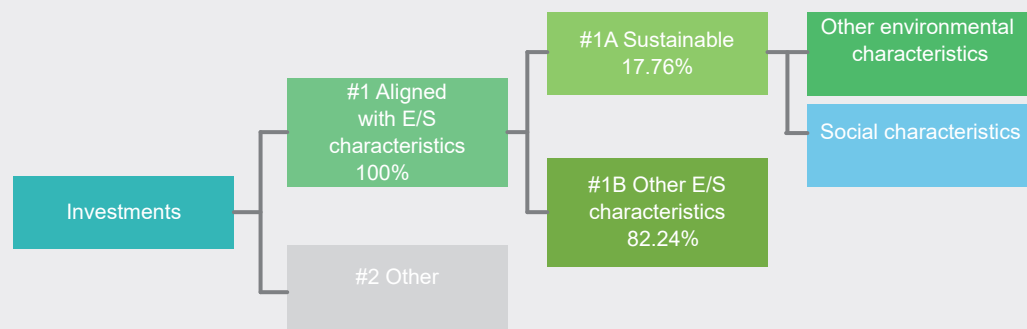 Investments
#1 Aligned
with E/S
characteristics
100%
#2 Other
#1A Sustainable
17.76%
#1B Other E/S
characteristics
82.24%
Other environmental
characteristics
Social characteristics